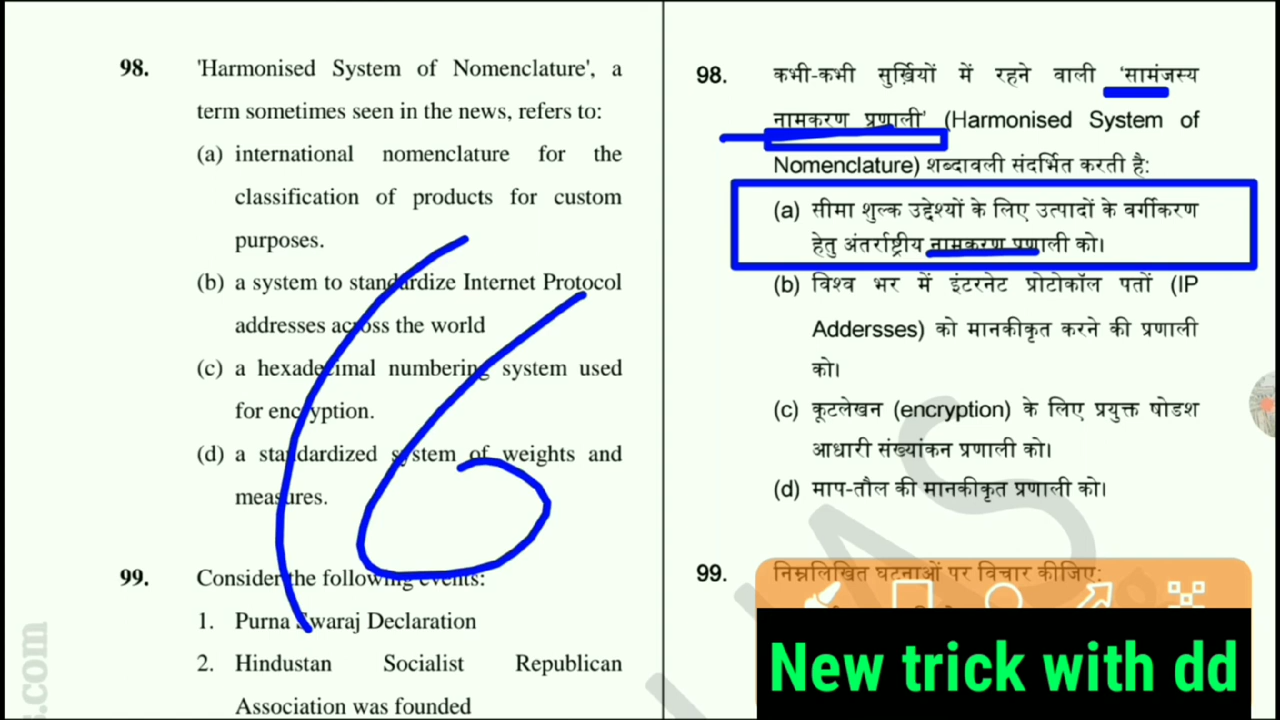 98. 'Harmonised System of Nomenclature', a
term sometimes seen in the news, refers to:
(a) international nomenclature for the
classification of products for custom
purposes.
(b) a system to standardize Internet Protocol
addresses across the world
(c) a hexadecimal numbering system used
for encryption.
(d) a standardized system of weights and
measures.
99. Consider the following events:
1. Purna Swaraj Declaration
2. Hindustan Socialist Republican
Association was founded
98. कभी-कभी सुर्ख़ियों में रहने वाली 'सामंजस्य
नामकरण प्रणाली' (Harmonised System of
Nomenclature) शब्दावली संदर्भित करती है:
(a) सीमा शुल्क उद्देश्यों के लिए उत्पादों के वर्गीकरण
हेतु अंतर्राष्ट्रीय नामकरण प्रणाली को।
(b) विश्व भर में इंटरनेट प्रोटोकॉल पतों (IP
Addersses) को मानकीकृत करने की प्रणाली
को।
(c) कूटलेखन (encryption) के लिए प्रयुक्त षोडश
आधारी संख्यांकन प्रणाली को।
(d) माप-तौल की मानकीकृत प्रणाली को।
99. निम्नलिखित घटनाओं पर विचार कीजिए:
New trick with dd
s.com